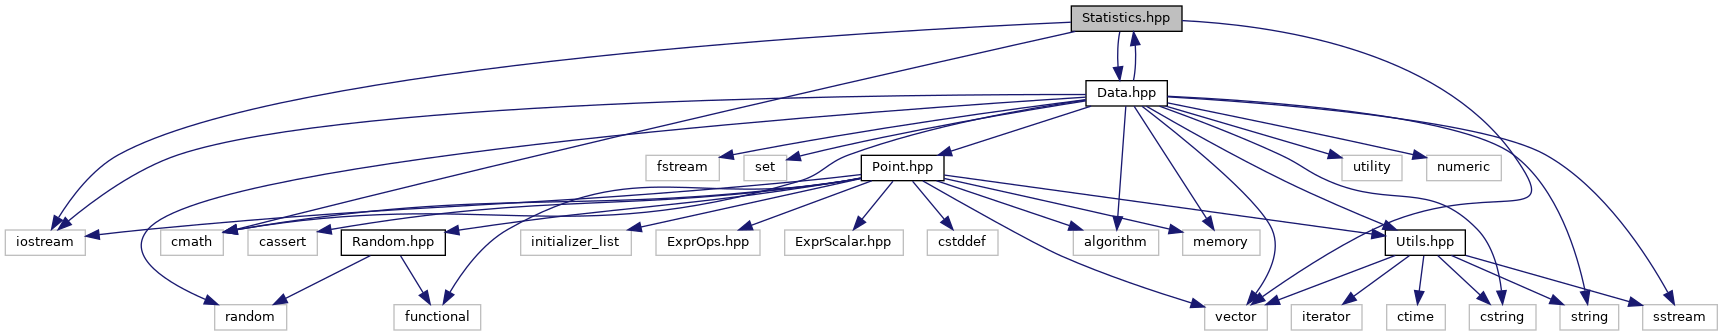 Statistics.hpp
Data.hpp
fstream
set
Point.hpp
utility
numeric
iostream
cmath
cassert
Random.hpp
initializer_list
ExprOps.hpp
ExprScalar.hpp
cstddef
algorithm
memory
Utils.hpp
random
functional
vector
iterator
ctime
cstring
string
sstream